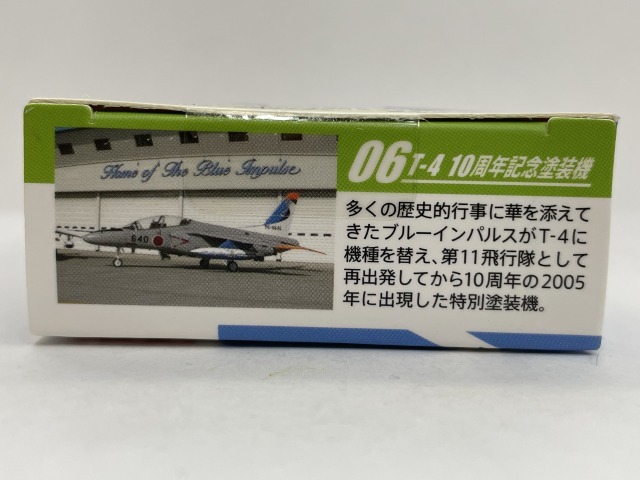 Home of The Blue Impulse
640
06 T-4 10周年記念塗装機
多くの歴史的行事に華を添えて
きたブルーインパルスがT-4に
機種を替え、第11飛行隊として
再出発してから10周年の2005
年に出現した特別塗装機。